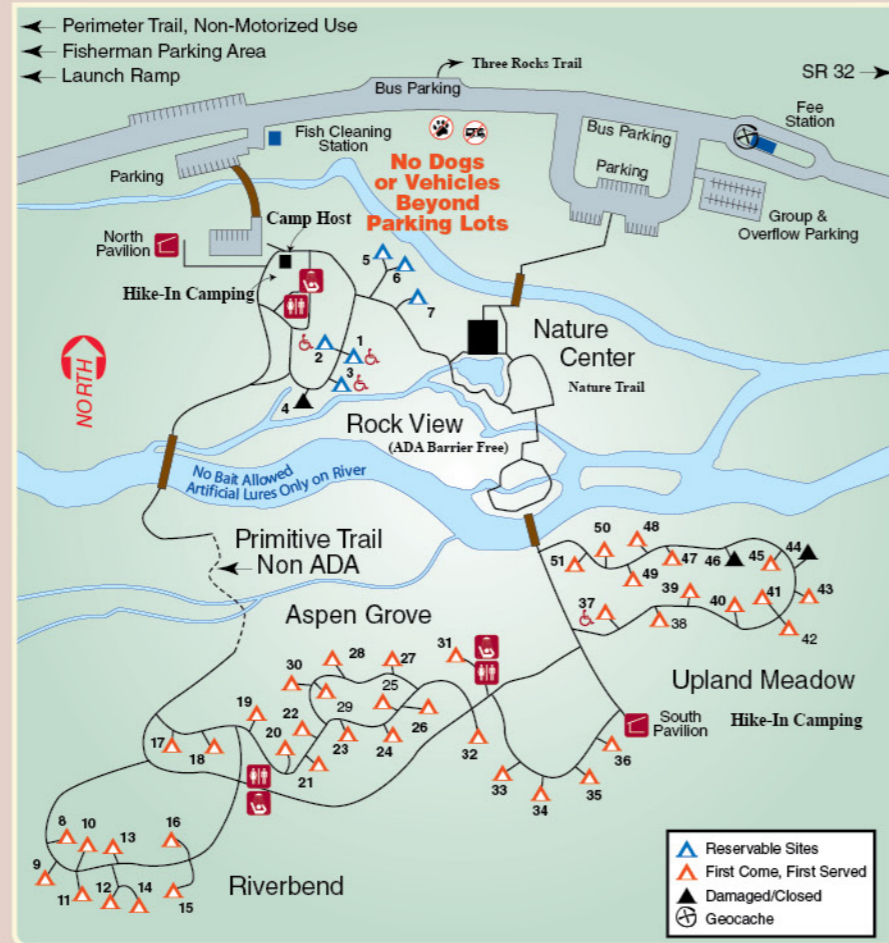 Perimeter Trail, Non-Motorized Use
Fisherman Parking Area
Launch Ramp
Three Rocks Trail
SR 32
Bus Parking
Fee
Station
Bus Parking
Fish Cleaning
Station
Parking
Parking
No Dogs
or Vehicles
Beyond
Parking Lots
Group &
Overflow Parking
Camp Host
North
Pavilion
Hike-In Camping
5
6
7
1
2
3
4
Nature
Center
Nature Trail
NORTH
Rock View
(ADA Barrier Free)
No Bait Allowed
Artificial Lures Only on River
Primitive Trail
Non ADA
50
48
51
49
47
46
45
44
43
42
41
40
39
38
37
Aspen Grove
31
28
27
30
29
25
26
Upland Meadow
Hike-In Camping
South
Pavilion
19
22
20
21
23
24
32
36
17
18
33
34
35
8
10
13
16
9
11
12
14
15
Riverbend
Reservable Sites
First Come, First Served
Damaged/Closed
Geocache